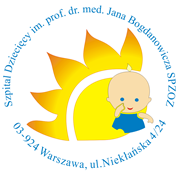 Szpital Dziecięcy im. prof. dr. med. Jana Bogdanowicza SPZOZ
03-924 Warszawa, ul.Niekłańska 4/24